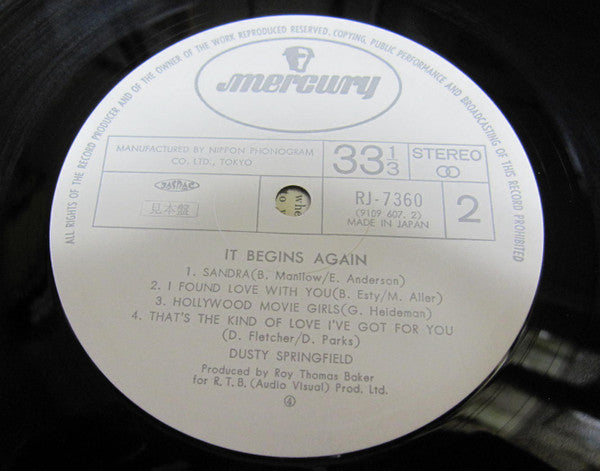 ALL RIGHTS OF THE RECORD PRODUCER AND OF THE OWNER OF THE WORK REPRODUCED RESERVED, COPYING, PUBLIC PERFORMANCE AND BROADCASTING OF THIS RECORD PROHIBITED
mercury
MANUFACTURED BY NIPPON PHONOGRAM
CO., LTD., TOKYO
33 1/3
STEREO
JASRAC
見本盤
RJ-7360
(9109 607. 2)
MADE IN JAPAN
2
IT BEGINS AGAIN
1. SANDRA(B. Manilow/E. Anderson)
2. I FOUND LOVE WITH YOU(B. Esty/M. Aller)
3. HOLLYWOOD MOVIE GIRLS(G. Heideman)
4. THAT'S THE KIND OF LOVE I'VE GOT FOR YOU
(D. Fletcher/D. Parks)
DUSTY SPRINGFIELD
Produced by Roy Thomas Baker
for R. T. B. (Audio Visual) Prod. Ltd.
④